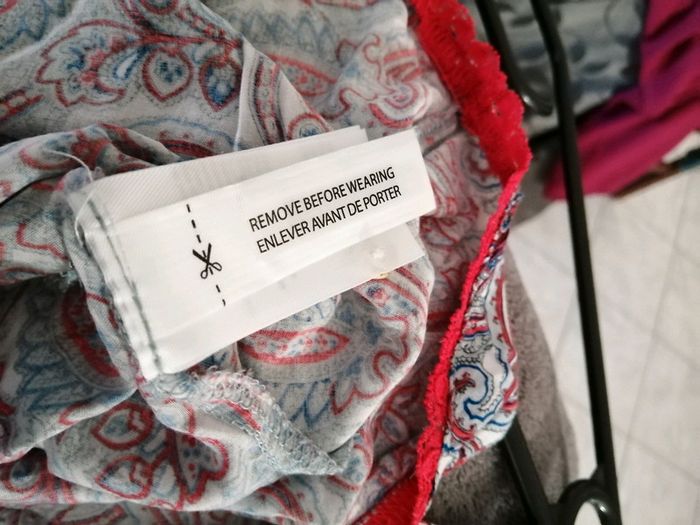 REMOVE BEFORE WEARING
ENLEVER AVANT DE PORTER